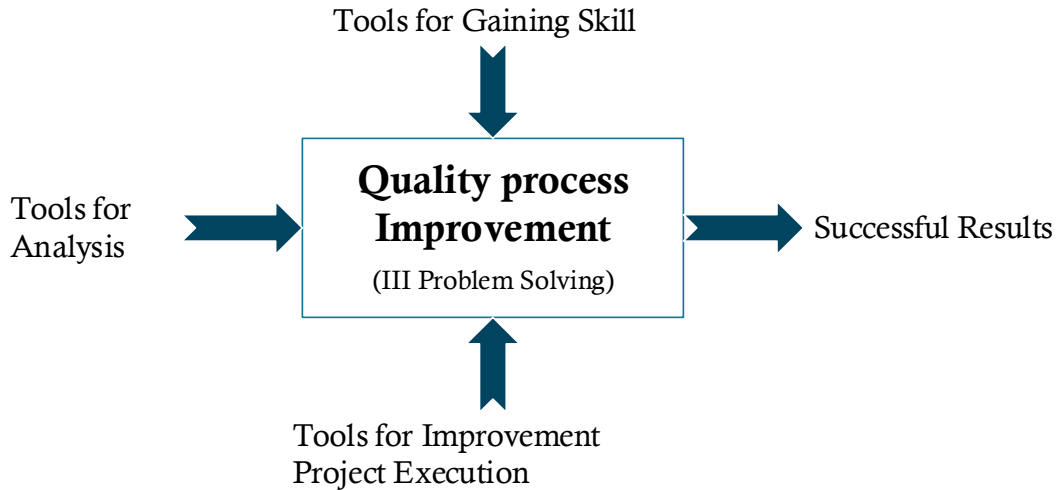 Tools for Gaining Skill
Quality process
Improvement
(III Problem Solving)
Tools for
Analysis
Successful Results
Tools for Improvement
Project Execution